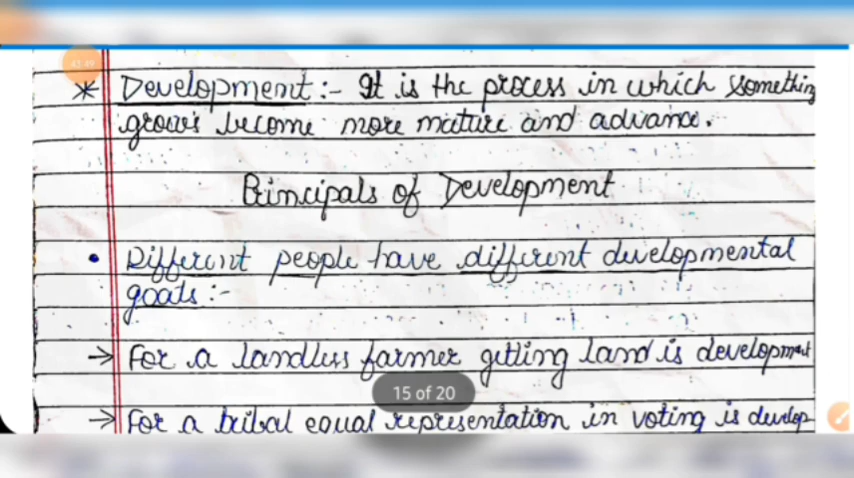 43:49
* Development :- It is the process in which something
grows become more mature and advance.
Principals of Development
• Different people have different developmental
goals :-
→ For a landless farmer getting land is development
15 of 20
→ For a tribal equal representation in voting is develop